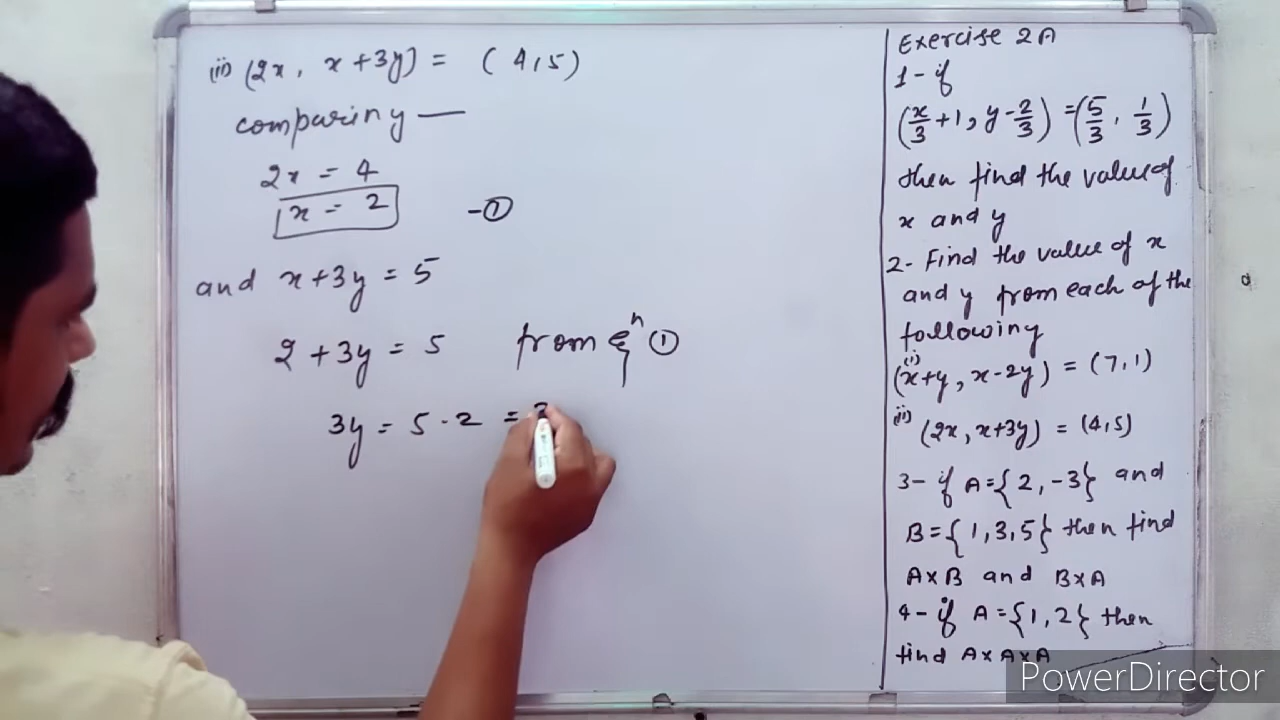 (ii) (2x, x+3y) = (4,5)
comparing —
2x = 4
x = 2 -①
and x+3y = 5
2 + 3y = 5 from eqⁿ ①
3y = 5 - 2 =
Exercise 2A
1- if
(x/3 + 1, y - 2/3) = (5/3, 1/3)
then find the value of
x and y
2- Find the value of x
and y from each of the
following
(i)
(x+y, x-2y) = (7,1)
(ii) (2x, x+3y) = (4,5)
3- if A={2,-3} and
B={1,3,5} then find
A×B and B×A
4- if A={1,2} then
find A×A×A
PowerDirector